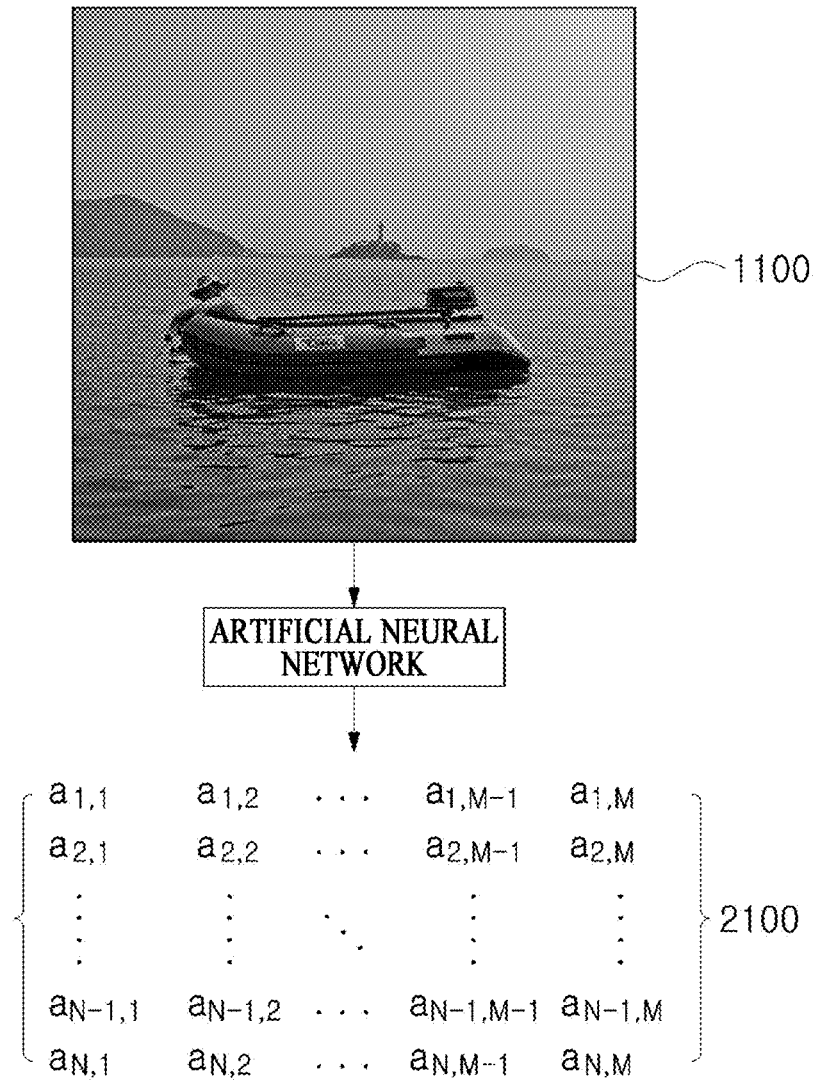 1100
ARTIFICIAL NEURAL
NETWORK
a1,1 a1,2 · · · a1,M-1 a1,M
a2,1 a2,2 · · · a2,M-1 a2,M
aN-1,1 aN-1,2 · · · aN-1,M-1 aN-1,M
aN,1 aN,2 · · · aN,M-1 aN,M
2100